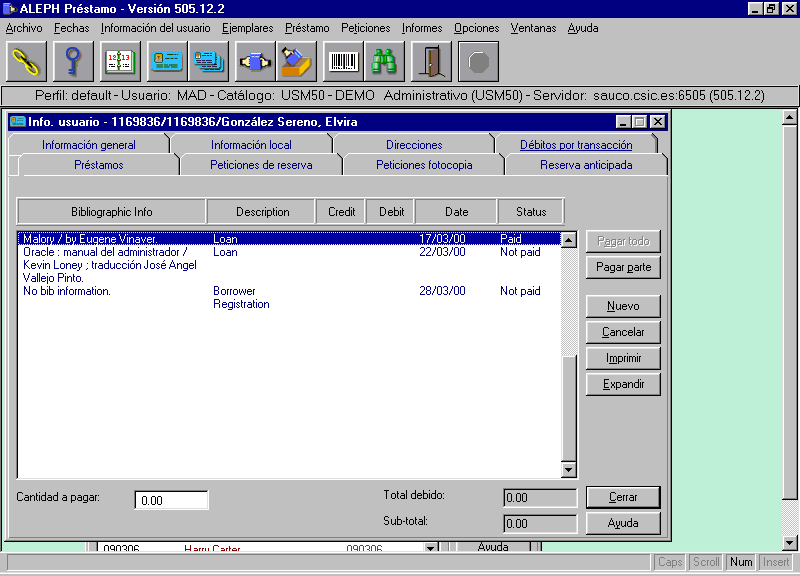 ALEPH Préstamo - Versión 505.12.2
Archivo Fechas Información del usuario Ejemplares Préstamo Peticiones Informes Opciones Ventanas Ayuda
Perfil: default - Usuario: MAD - Catálogo: USM50 - DEMO Administrativo (USM50) - Servidor: sauco.csic.es:6505 (505.12.2)
Info. usuario - 1169836/1169836/González Sereno, Elvira
Información general Información local Direcciones Débitos por transacción
Préstamos Peticiones de reserva Peticiones fotocopia Reserva anticipada
Bibliographic Info Description Credit Debit Date Status
Malory / by Eugene Vinaver. Loan 17/03/00 Paid
Oracle : manual del administrador / Loan 22/03/00 Not paid
Kevin Loney ; traducción José Angel
Vallejo Pinto.
No bib information. Borrower 28/03/00 Not paid
Registration
Pagar todo
Pagar parte
Nuevo
Cancelar
Imprimir
Expandir
Cantidad a pagar: 0.00 Total debido: 0.00 Cerrar
Sub-total: 0.00 Ayuda
090306 Harry Carter 090306 Ayuda
Caps Scroll Num Insert